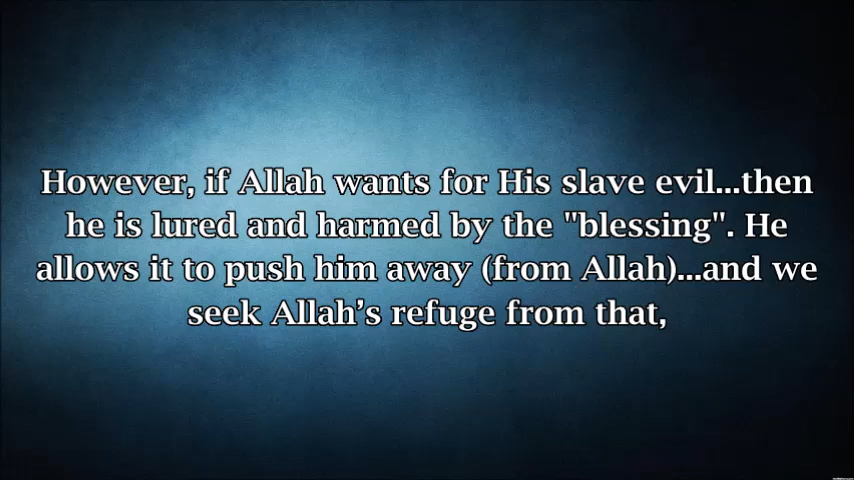 However, if Allah wants for His slave evil...then
he is lured and harmed by the "blessing". He
allows it to push him away (from Allah)...and we
seek Allah's refuge from that,